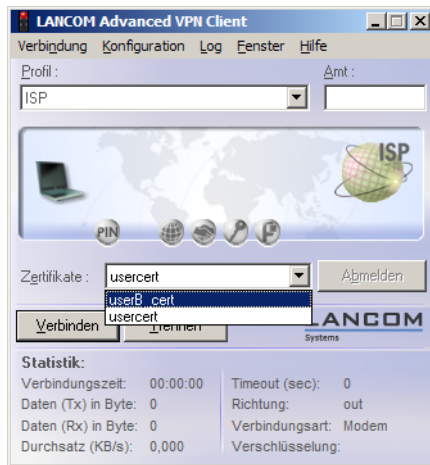 LANCOM Advanced VPN Client
Verbindung Konfiguration Log Fenster Hilfe
Profil : Amt :
ISP
ISP
PIN
Zertifikate : usercert Abmelden
userB_cert
usercert
Verbinden Trennen LANCOM
Systems
Statistik:
Verbindungszeit: 00:00:00 Timeout (sec): 0
Daten (Tx) in Byte: 0 Richtung: out
Daten (Rx) in Byte: 0 Verbindungsart: Modem
Durchsatz (KB/s): 0,000 Verschlüsselung: